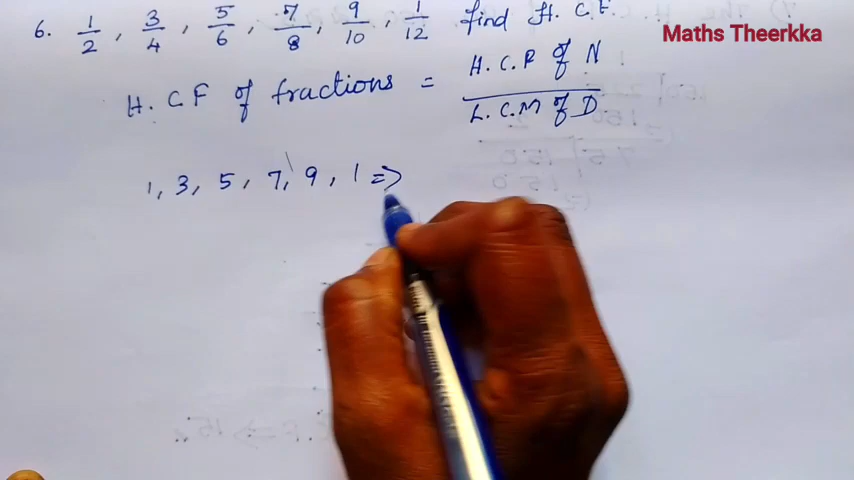 6. 1/2, 3/4, 5/6, 7/8, 9/10, 1/12 find H.C.F.
Maths Theerkka
H.C.F of fractions = H.C.F of N / L.C.M of D
1, 3, 5, 7, 9, 1 =>